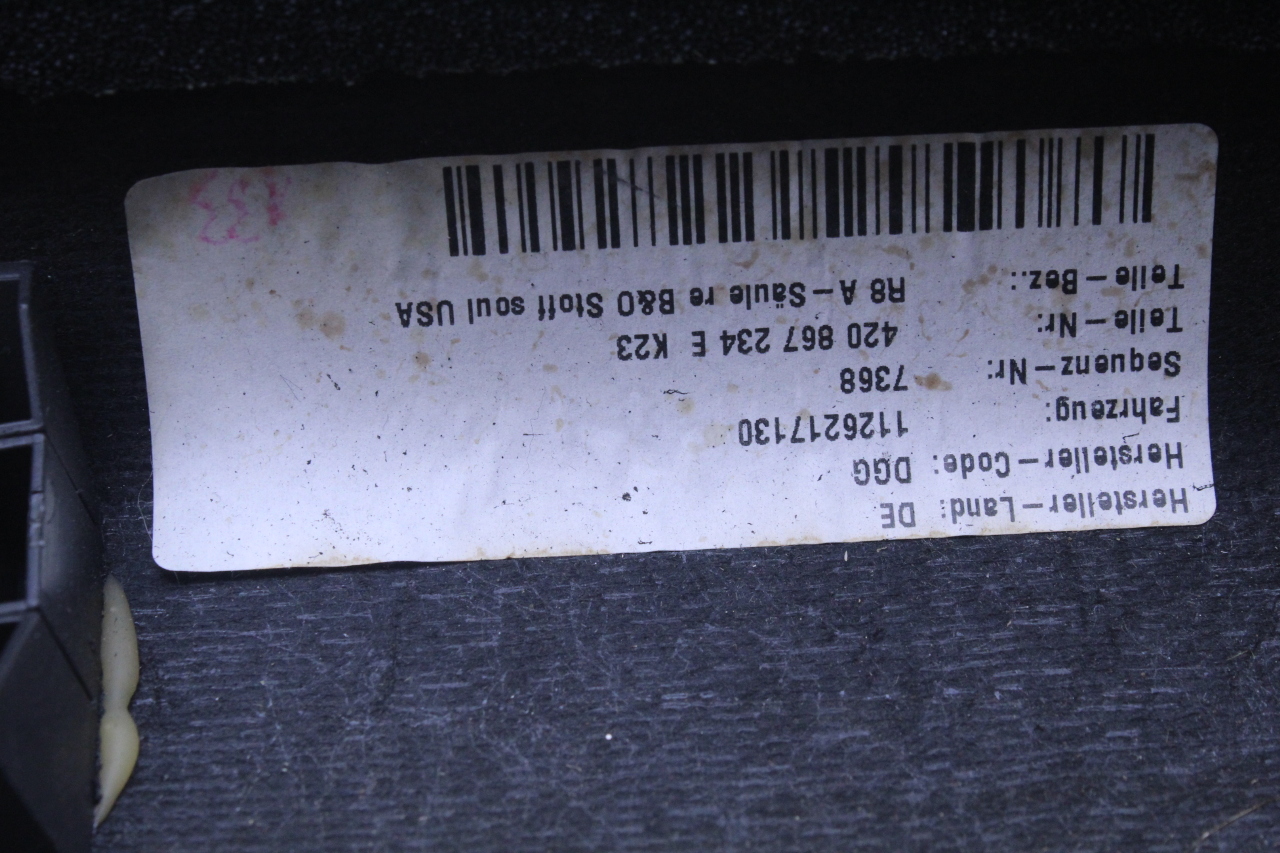 Hersteller-Land: DE
Hersteller-Code: DGG
Fahrzeug: 1126217130
Sequenz-Nr: 7368
Teile-Nr: 420 867 234 E K23
Teile-Bez.: R8 A-Säule re B&O Stoff soul USA